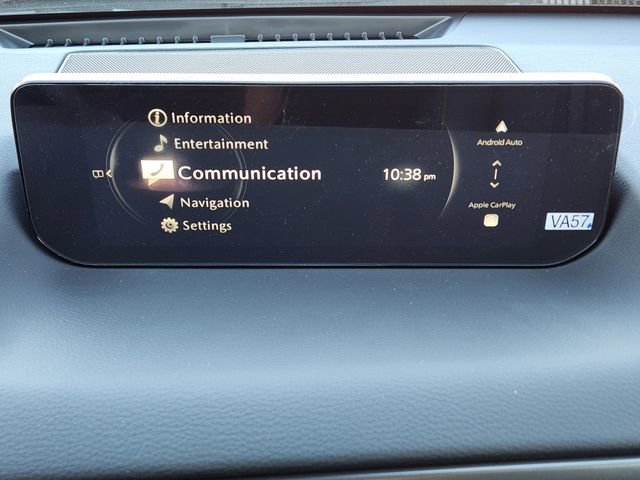 Information
Entertainment
Communication
10:38 pm
Navigation
Settings
Android Auto
Apple CarPlay
VA57